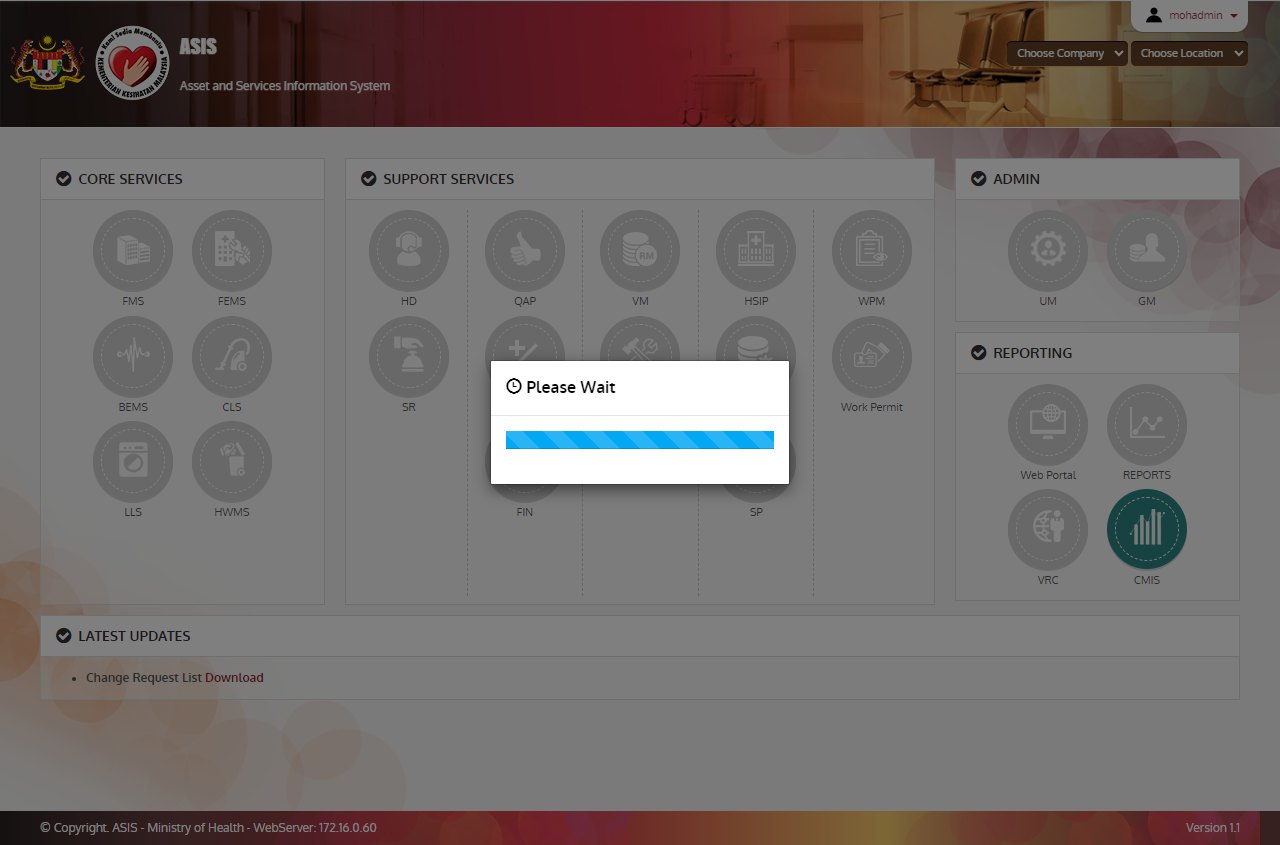 mohadmin
Kami Sedia Membantu
KEMENTERIAN KESIHATAN MALAYSIA
ASIS
Asset and Services Information System
Choose Company
Choose Location
CORE SERVICES
FMS
FEMS
BEMS
CLS
LLS
HWMS
SUPPORT SERVICES
HD
QAP
RM
VM
HSIP
WPM
SR
Work Permit
FIN
SP
Please Wait
ADMIN
UM
GM
REPORTING
Web Portal
REPORTS
VRC
CMIS
LATEST UPDATES
• Change Request List Download
© Copyright. ASIS - Ministry of Health - WebServer: 172.16.0.60
Version 1.1